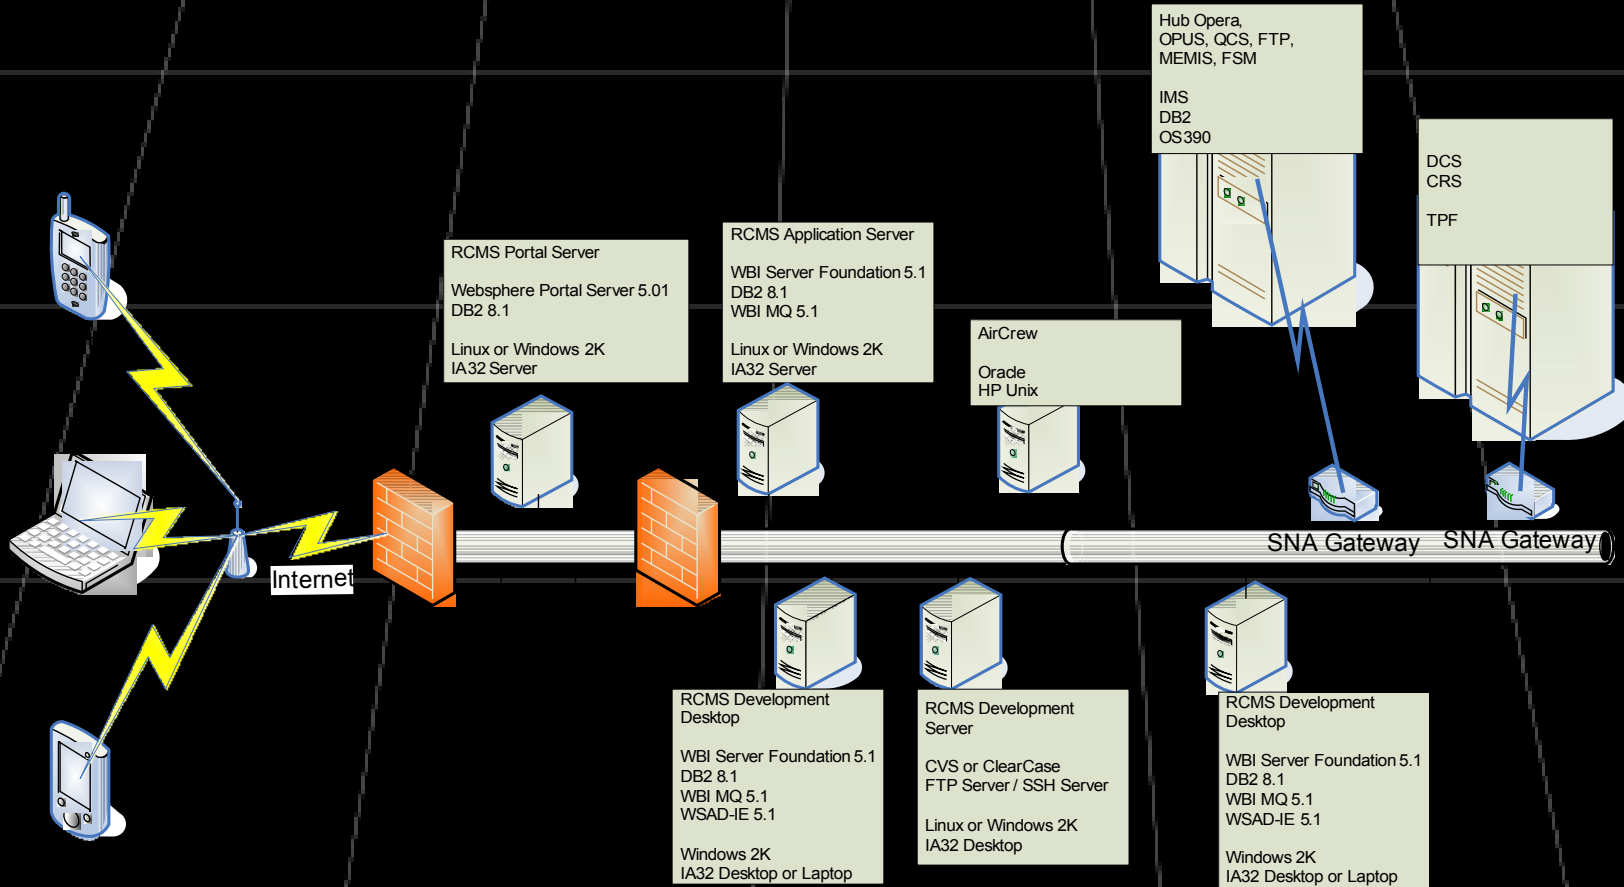 Hub Opera,
OPUS, QCS, FTP,
MEMIS, FSM
IMS
DB2
OS390
DCS
CRS
TPF
RCMS Portal Server
Websphere Portal Server 5.01
DB2 8.1
Linux or Windows 2K
IA32 Server
RCMS Application Server
WBI Server Foundation 5.1
DB2 8.1
WBI MQ 5.1
Linux or Windows 2K
IA32 Server
AirCrew
Oracle
HP Unix
SNA Gateway
SNA Gateway
Internet
RCMS Development
Desktop
WBI Server Foundation 5.1
DB2 8.1
WBI MQ 5.1
WSAD-IE 5.1
Windows 2K
IA32 Desktop or Laptop
RCMS Development
Server
CVS or ClearCase
FTP Server / SSH Server
Linux or Windows 2K
IA32 Desktop
RCMS Development
Desktop
WBI Server Foundation 5.1
DB2 8.1
WBI MQ 5.1
WSAD-IE 5.1
Windows 2K
IA32 Desktop or Laptop